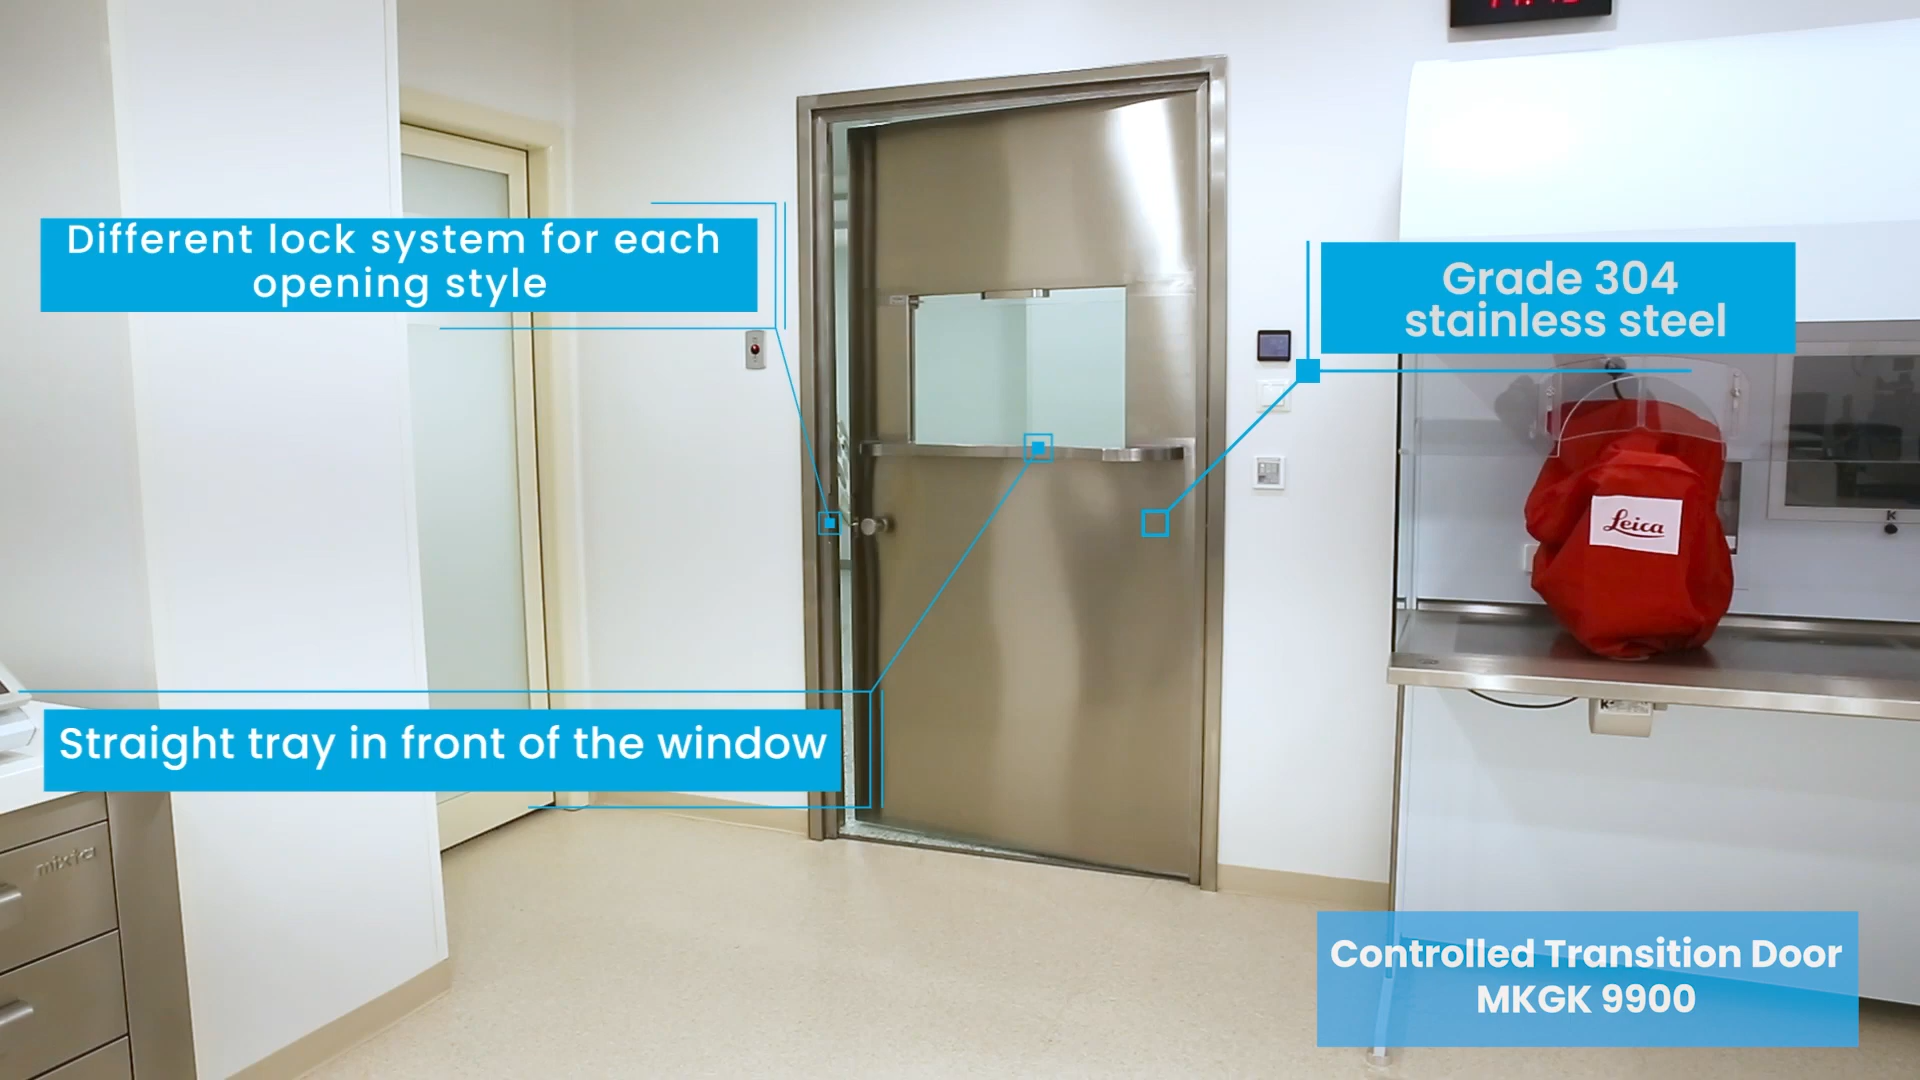 Different lock system for each
opening style
Grade 304
stainless steel
Leica
Straight tray in front of the window
mixta
Controlled Transition Door
MKGK 9900